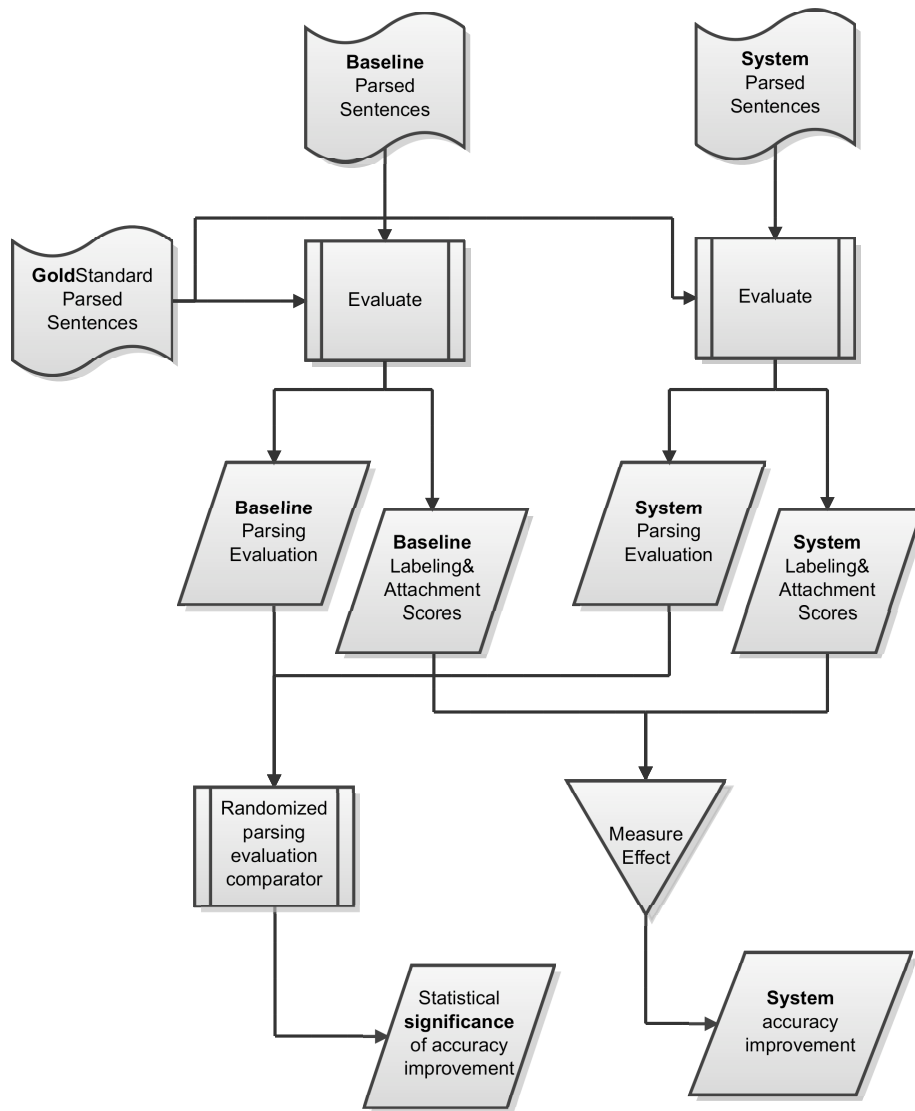 Baseline
Parsed
Sentences
System
Parsed
Sentences
GoldStandard
Parsed
Sentences
Evaluate
Evaluate
Baseline
Parsing
Evaluation
Baseline
Labeling&
Attachment
Scores
System
Parsing
Evaluation
System
Labeling&
Attachment
Scores
Randomized
parsing
evaluation
comparator
Measure
Effect
Statistical
significance
of accuracy
improvement
System
accuracy
improvement